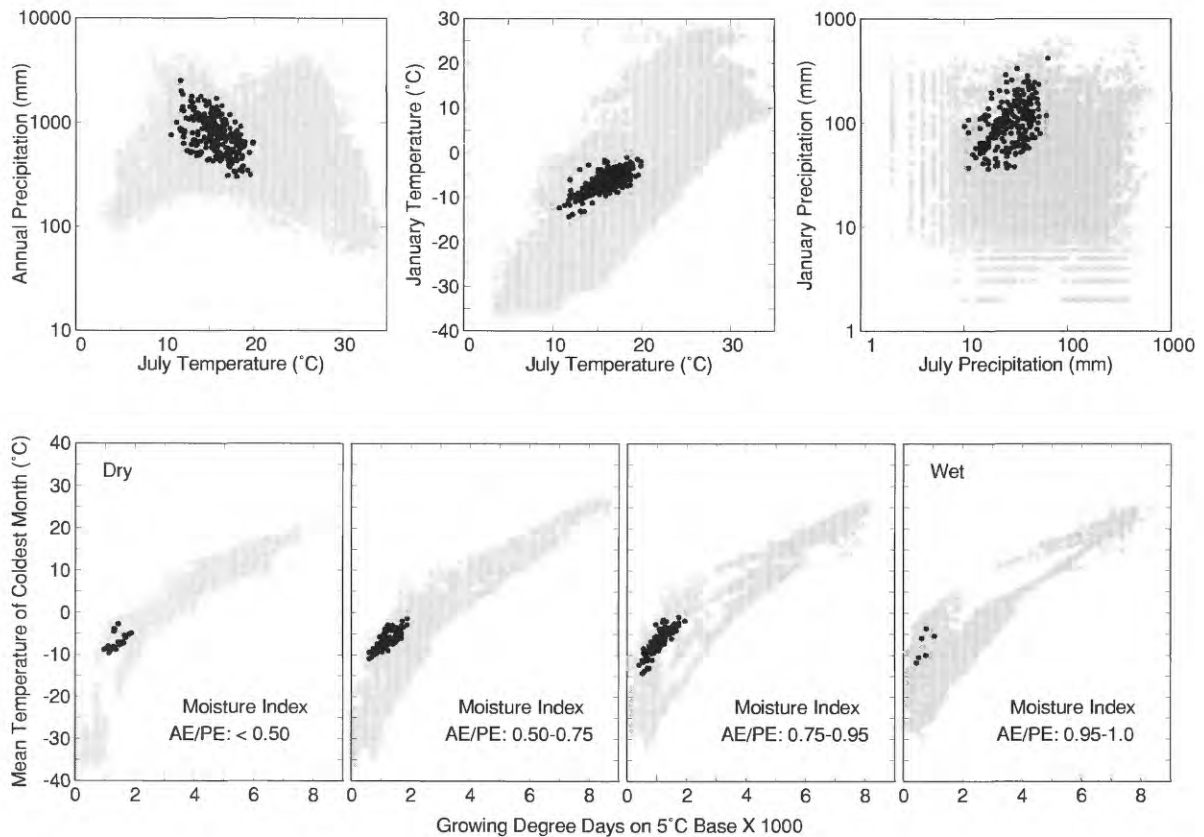 10000
1000
100
10
Annual Precipitation (mm)
0 10 20 30
July Temperature (˚C)
30
20
10
0
-10
-20
-30
-40
January Temperature (˚C)
0 10 20 30
July Temperature (˚C)
1000
100
10
1
January Precipitation (mm)
1 10 100 1000
July Precipitation (mm)
Mean Temperature of Coldest Month (˚C)
40
30
20
10
0
-10
-20
-30
-40
Dry
Moisture Index
AE/PE: < 0.50
0 2 4 6 8
Moisture Index
AE/PE: 0.50-0.75
0 2 4 6 8
Moisture Index
AE/PE: 0.75-0.95
0 2 4 6 8
Wet
Moisture Index
AE/PE: 0.95-1.0
0 2 4 6 8
Growing Degree Days on 5˚C Base X 1000